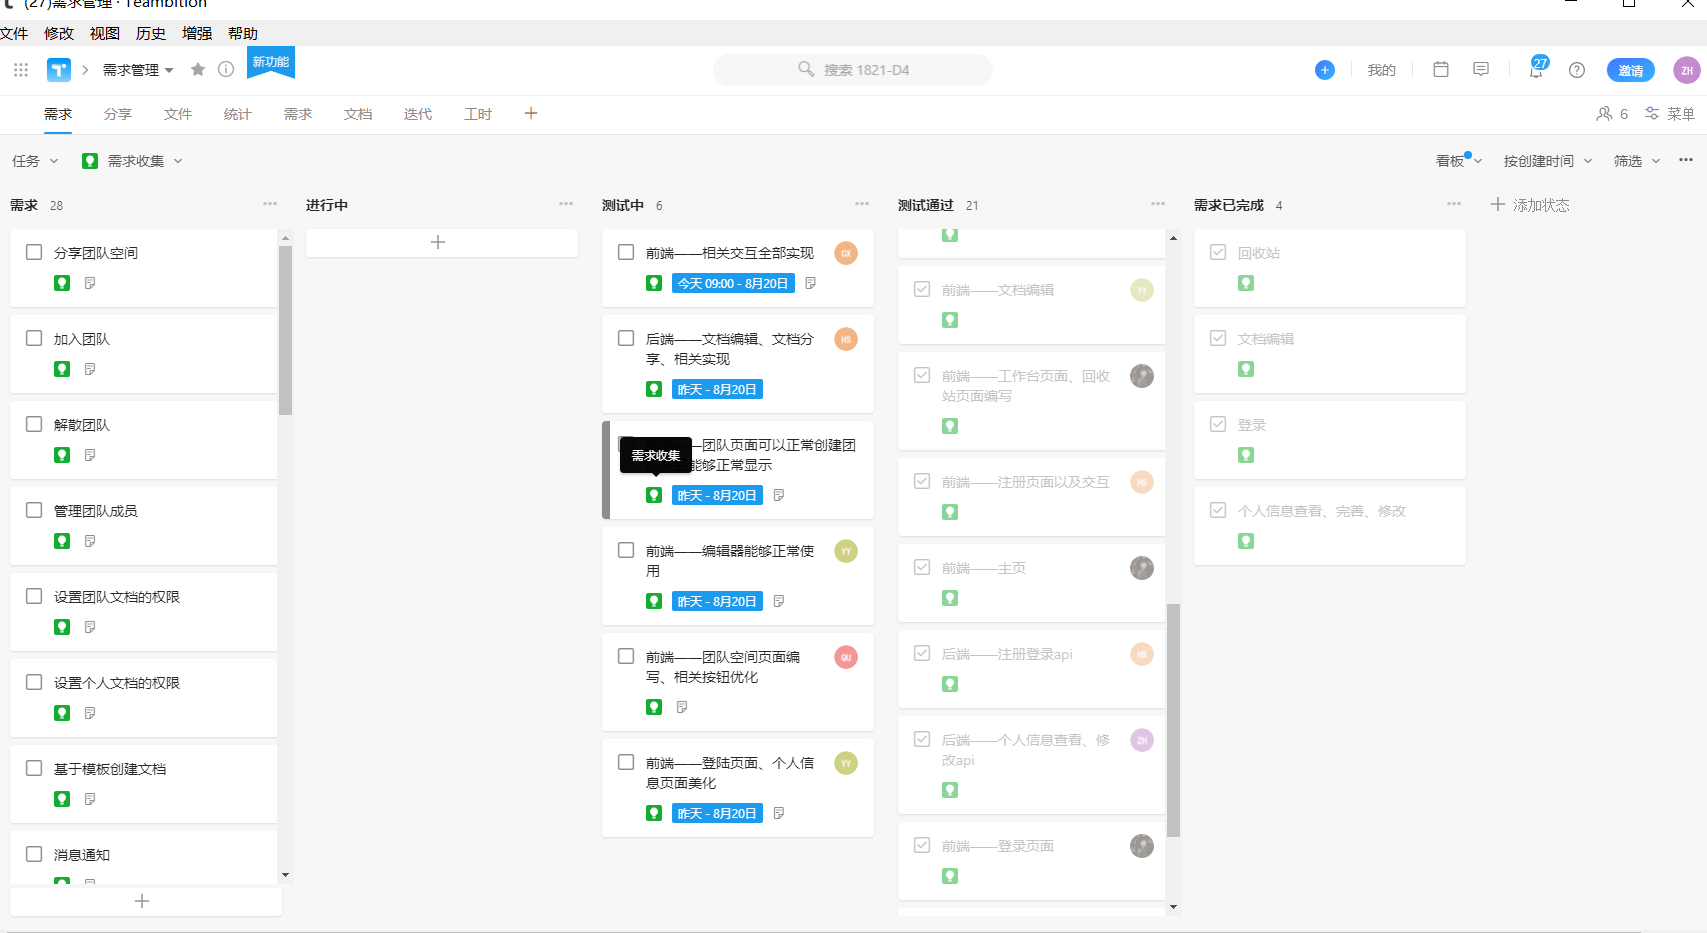 (27)需求管理 · Teambition
文件 修改 视图 历史 增强 帮助
需求管理
新功能
搜索 1821-D4
我的
27
邀请
ZH
需求 分享 文件 统计 需求 文档 迭代 工时
6 菜单
任务 需求收集
看板 按创建时间 筛选
需求 28
分享团队空间
加入团队
解散团队
管理团队成员
设置团队文档的权限
设置个人文档的权限
基于模板创建文档
消息通知
进行中
测试中 6
前端——相关交互全部实现
CX
今天 09:00 - 8月20日
后端——文档编辑、文档分
享、相关实现
HS
昨天 - 8月20日
——团队页面可以正常创建团
能够正常显示
需求收集
昨天 - 8月20日
前端——编辑器能够正常使
用
YY
昨天 - 8月20日
前端——团队空间页面编
写、相关按钮优化
QU
前端——登陆页面、个人信
息页面美化
YY
昨天 - 8月20日
测试通过 21
前端——文档编辑
YY
前端——工作台页面、回收
站页面编写
前端——注册页面以及交互
HS
前端——主页
后端——注册登录api
HS
后端——个人信息查看、修
改api
ZH
前端——登录页面
需求已完成 4
回收站
文档编辑
登录
个人信息查看、完善、修改
添加状态